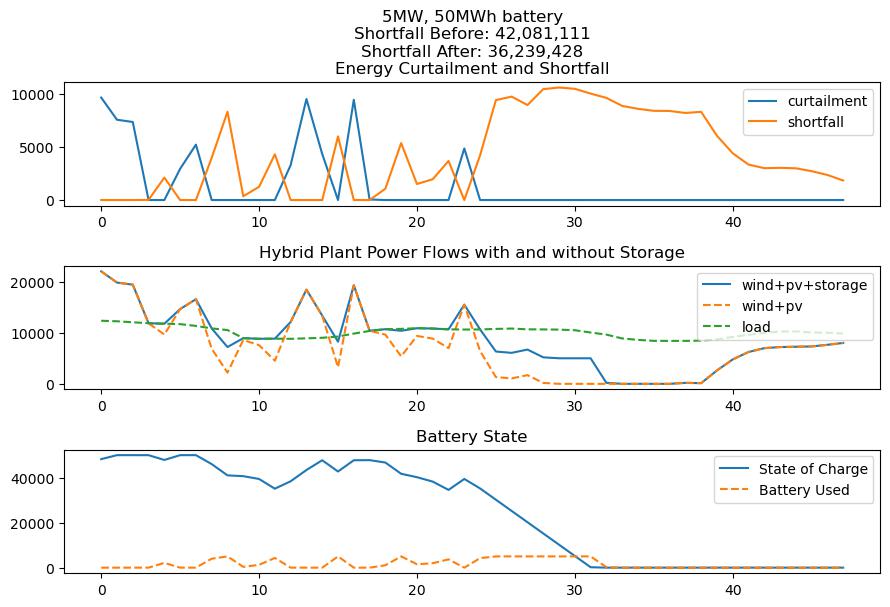 5MW, 50MWh battery
Shortfall Before: 42,081,111
Shortfall After: 36,239,428
Energy Curtailment and Shortfall
10000
5000
0
curtailment
shortfall
0 10 20 30 40
Hybrid Plant Power Flows with and without Storage
20000
10000
0
wind+pv+storage
wind+pv
load
0 10 20 30 40
Battery State
40000
20000
0
State of Charge
Battery Used
0 10 20 30 40